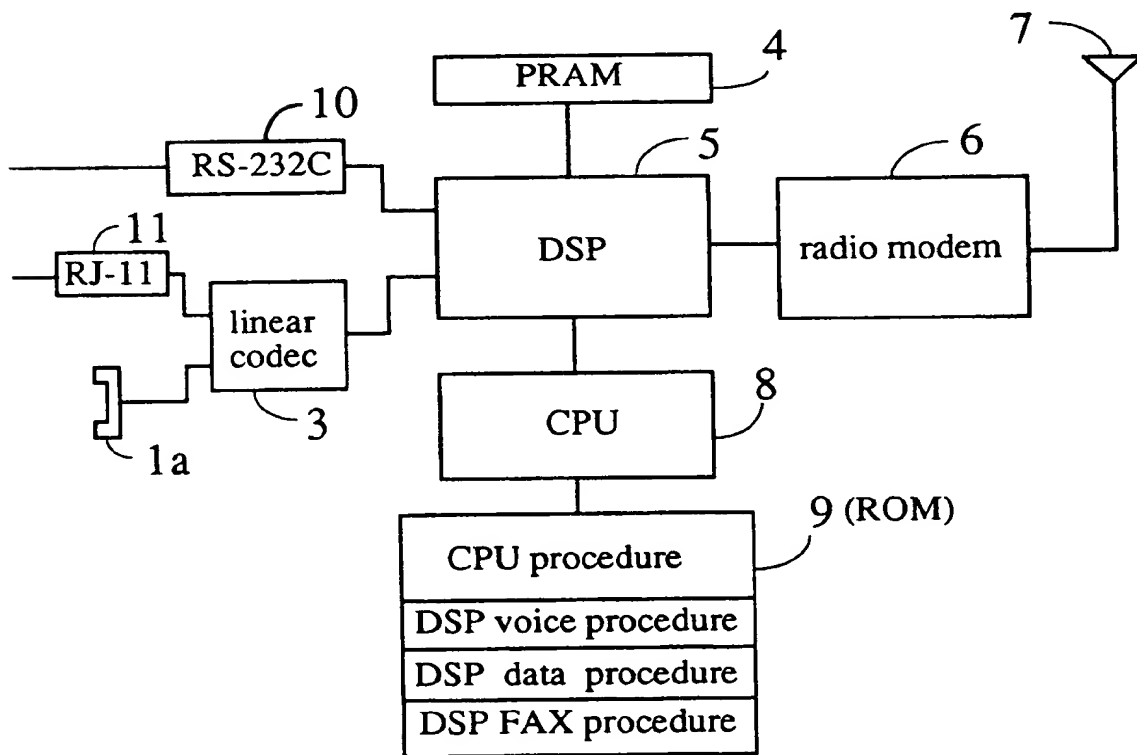 7
4
PRAM
10
5
6
RS-232C
11
DSP
radio modem
RJ-11
linear
codec
8
3
CPU
1a
9 (ROM)
CPU procedure
DSP voice procedure
DSP data procedure
DSP FAX procedure